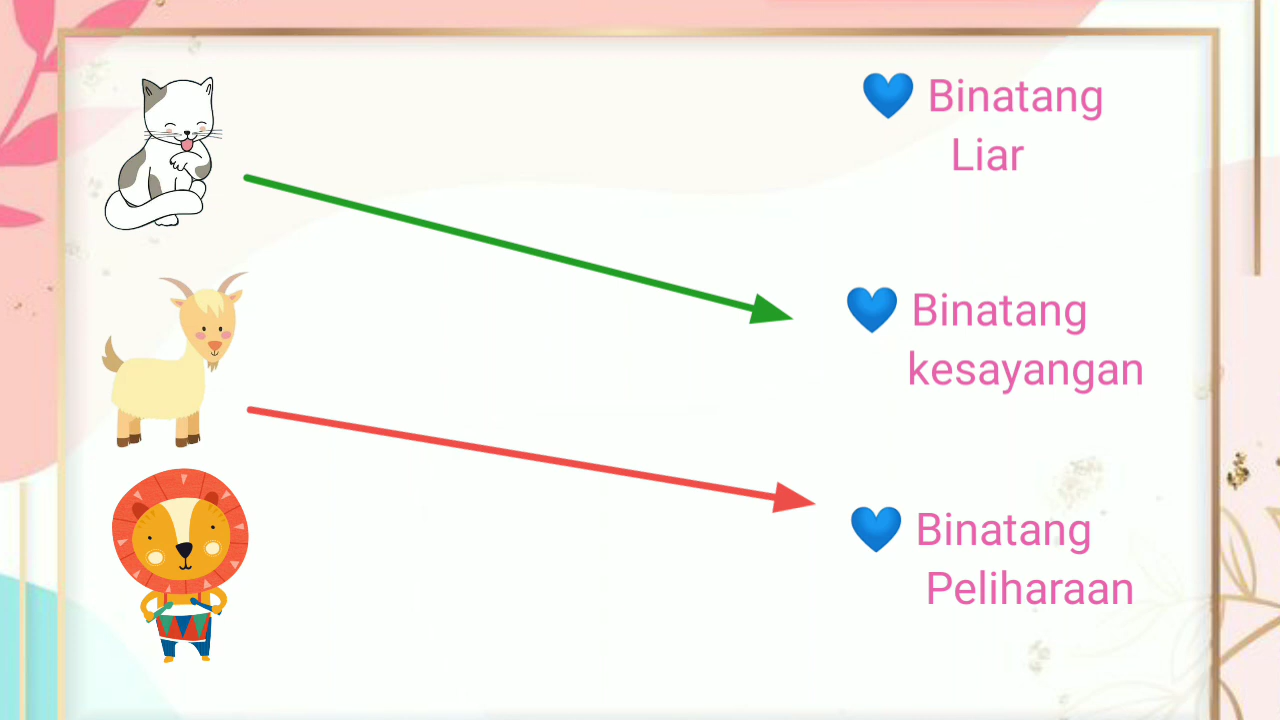 💙 Binatang
Liar
💙 Binatang
kesayangan
💙 Binatang
Peliharaan